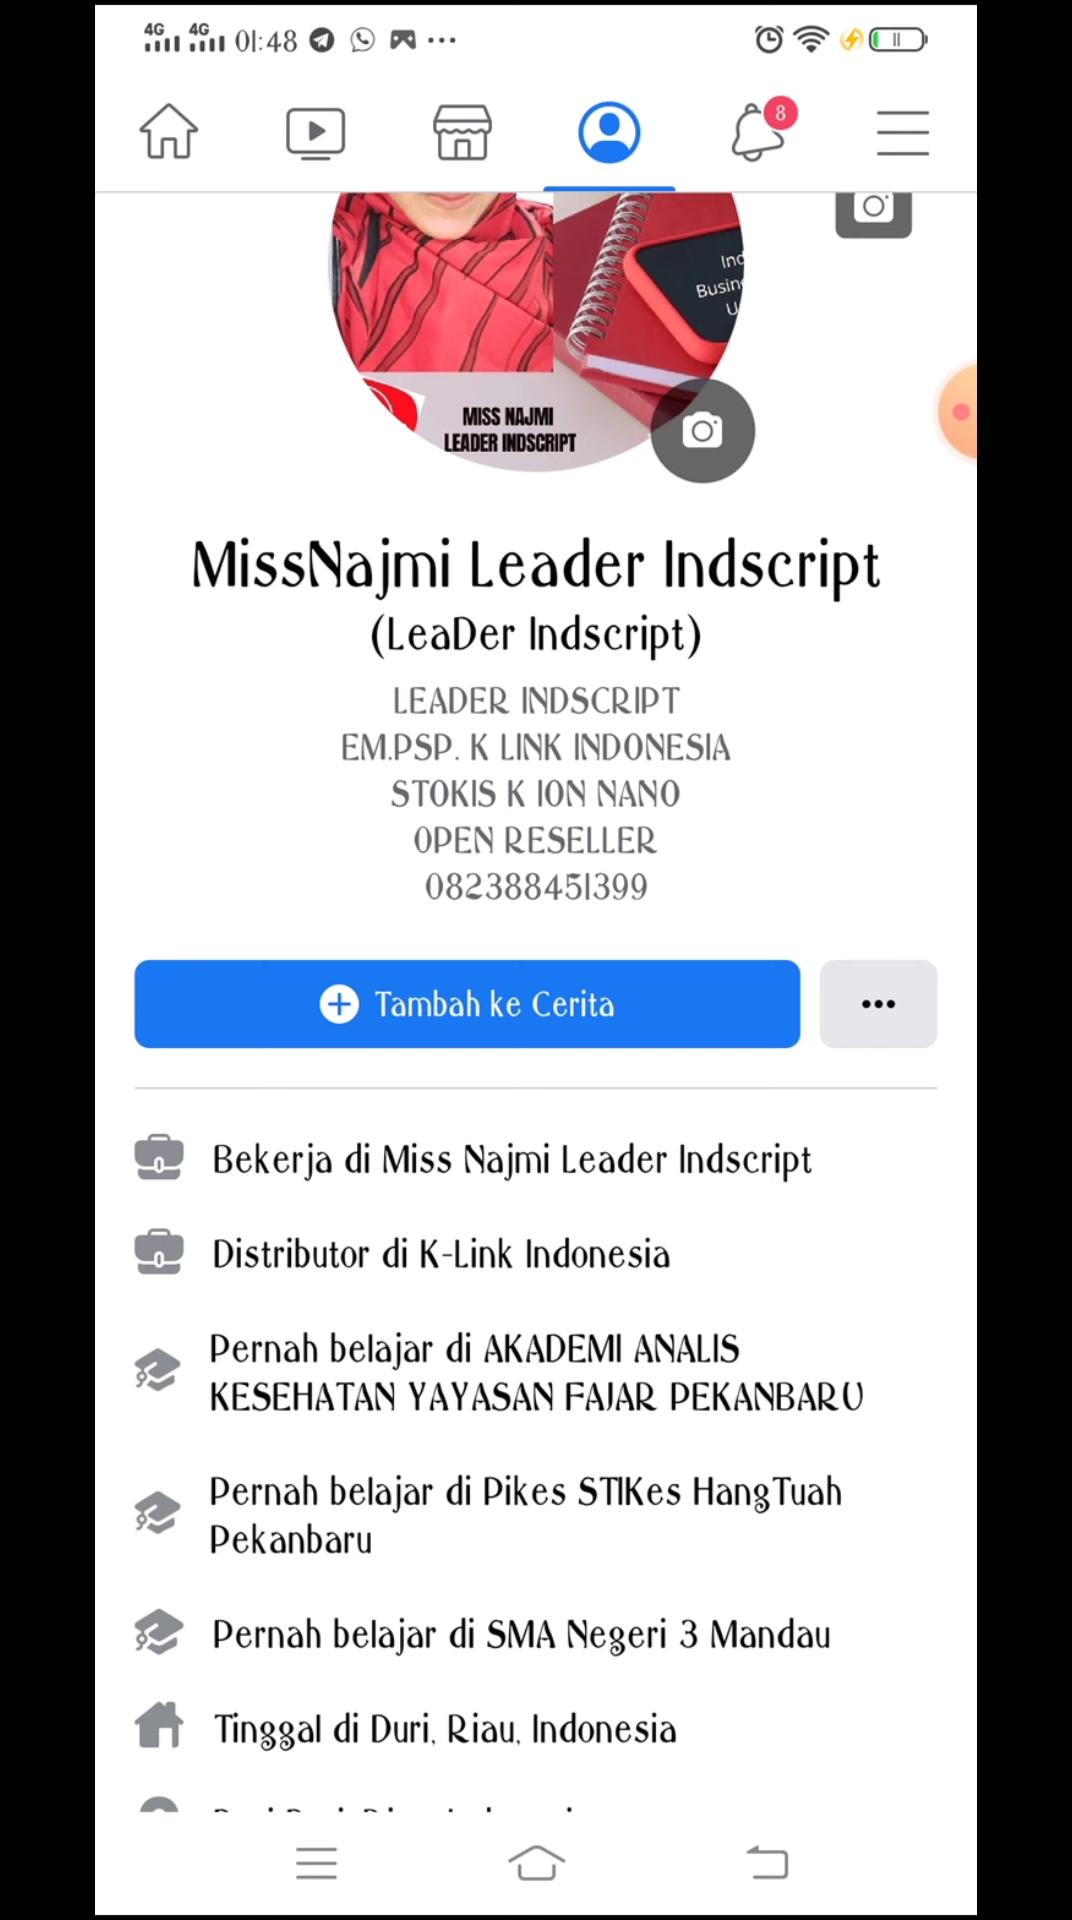 4G 4G 01:48
8
Ind
Busin
U
MISS NAJMI
LEADER INDSCRIPT
MissNajmi Leader Indscript
(LeaDer Indscript)
LEADER INDSCRIPT
EM.PSP. K LINK INDONESIA
STOKIS K ION NANO
OPEN RESELLER
082388451399
Tambah ke Cerita
Bekerja di Miss Najmi Leader Indscript
Distributor di K-Link Indonesia
Pernah belajar di AKADEMI ANALIS
KESEHATAN YAYASAN FAJAR PEKANBARU
Pernah belajar di Pikes STIKes HangTuah
Pekanbaru
Pernah belajar di SMA Negeri 3 Mandau
Tinggal di Duri, Riau, Indonesia